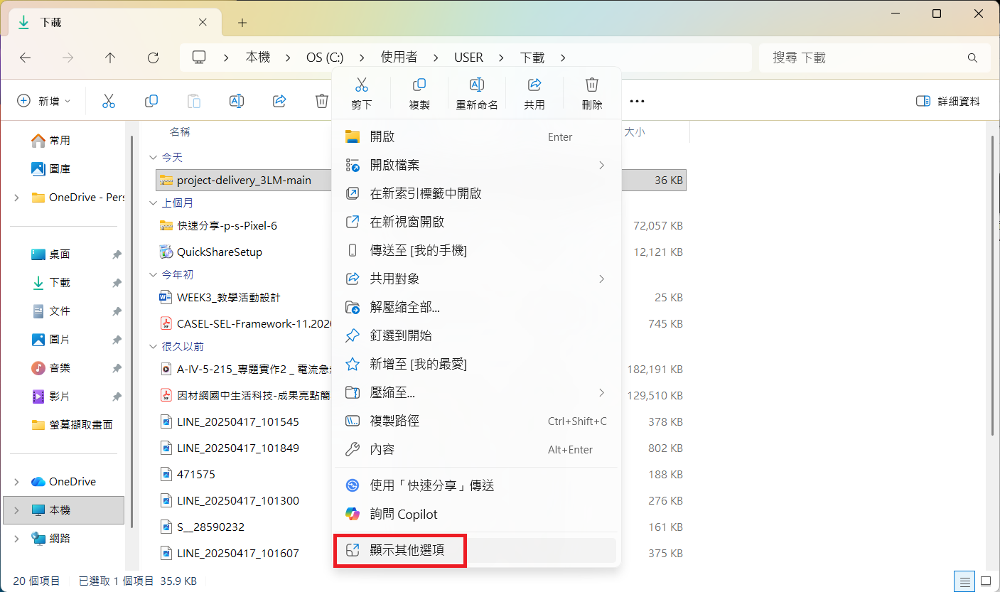 下載
本機
OS (C:)
使用者
USER
下載
搜尋 下載
新增
詳細資料
剪下
複製
重新命名
共用
刪除
常用
圖庫
OneDrive - Pers
桌面
下載
文件
圖片
音樂
影片
螢幕擷取畫面
OneDrive
本機
網路
名稱
大小
今天
project-delivery_3LM-main
36 KB
上個月
快速分享-p-s-Pixel-6
72,057 KB
QuickShareSetup
12,121 KB
今年初
WEEK3_教學活動設計
25 KB
CASEL-SEL-Framework-11.2020
745 KB
很久以前
A-IV-5-215_專題實作2 _ 電流急急
182,191 KB
因材網國中生活科技-成果亮點簡
129,510 KB
LINE_20250417_101545
378 KB
LINE_20250417_101849
802 KB
471575
188 KB
LINE_20250417_101300
276 KB
S__28590232
161 KB
LINE_20250417_101607
375 KB
開啟 Enter
開啟檔案
在新索引標籤中開啟
在新視窗開啟
傳送至 [我的手機]
共用對象
解壓縮全部...
釘選到開始
新增至 [我的最愛]
壓縮至...
複製路徑 Ctrl+Shift+C
內容 Alt+Enter
使用「快速分享」傳送
詢問 Copilot
顯示其他選項
20 個項目 已選取 1 個項目 35.9 KB